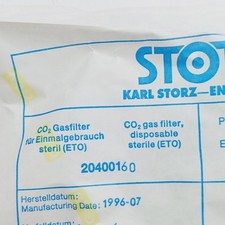 STO
KARL STORZ—EN
CO₂ Gasfilter
für Einmalgebrauch
steril (ETO)
CO₂ gas filter,
disposable
sterile (ETO)
20400160
Herstelldatum
Manufacturing Date: 1996-07